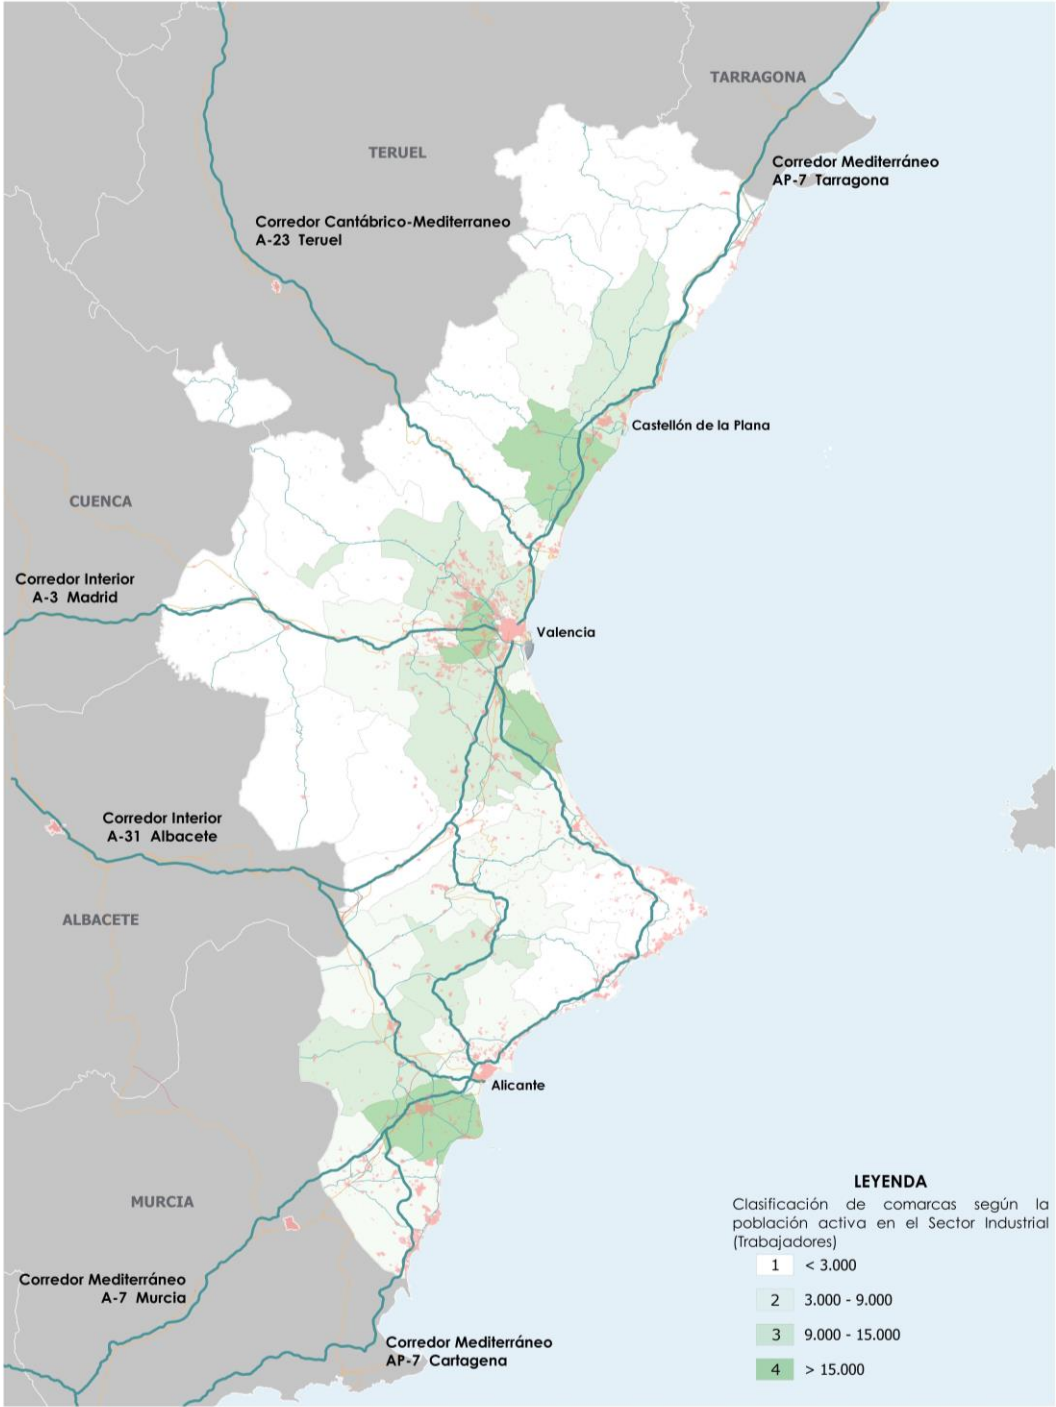 TARRAGONA
TERUEL
Corredor Mediterráneo
AP-7 Tarragona
Corredor Cantábrico-Mediterraneo
A-23 Teruel
Castellón de la Plana
CUENCA
Corredor Interior
A-3 Madrid
Valencia
Corredor Interior
A-31 Albacete
ALBACETE
Alicante
MURCIA
Corredor Mediterráneo
A-7 Murcia
Corredor Mediterráneo
AP-7 Cartagena
LEYENDA
Clasificación de comarcas según la
población activa en el Sector Industrial
(Trabajadores)
1 < 3.000
2 3.000 - 9.000
3 9.000 - 15.000
4 > 15.000